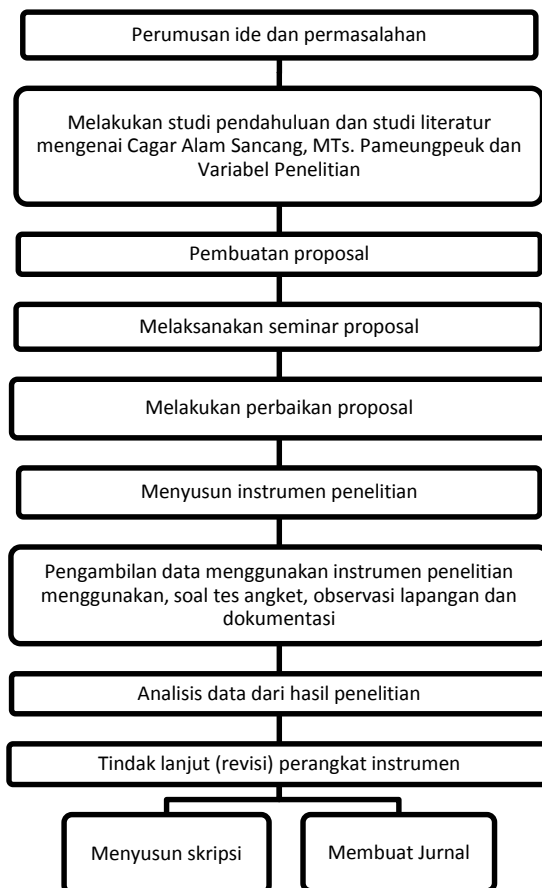 Perumusan ide dan permasalahan
Melakukan studi pendahuluan dan studi literatur
mengenai Cagar Alam Sancang, MTs. Pameungpeuk dan
Variabel Penelitian
Pembuatan proposal
Melaksanakan seminar proposal
Melakukan perbaikan proposal
Menyusun instrumen penelitian
Pengambilan data menggunakan instrumen penelitian
menggunakan, soal tes angket, observasi lapangan dan
dokumentasi
Analisis data dari hasil penelitian
Tindak lanjut (revisi) perangkat instrumen
Menyusun skripsi
Membuat Jurnal